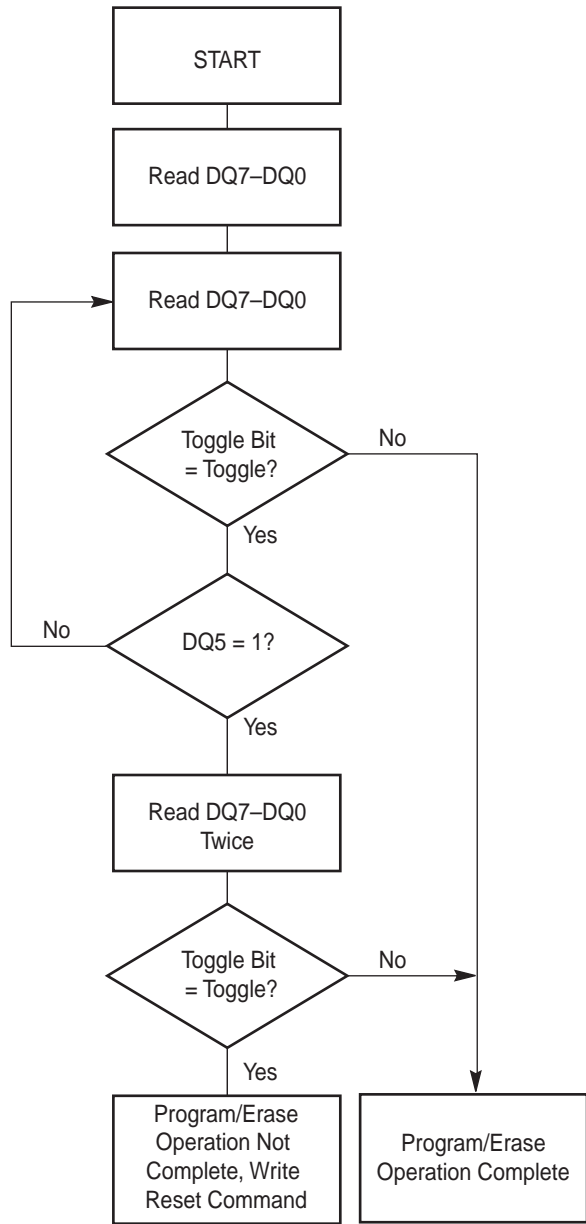 START
Read DQ7–DQ0
Read DQ7–DQ0
Toggle Bit
= Toggle?
No
Yes
No
DQ5 = 1?
Yes
Read DQ7–DQ0
Twice
Toggle Bit
= Toggle?
No
Yes
Program/Erase
Operation Not
Complete, Write
Reset Command
Program/Erase
Operation Complete